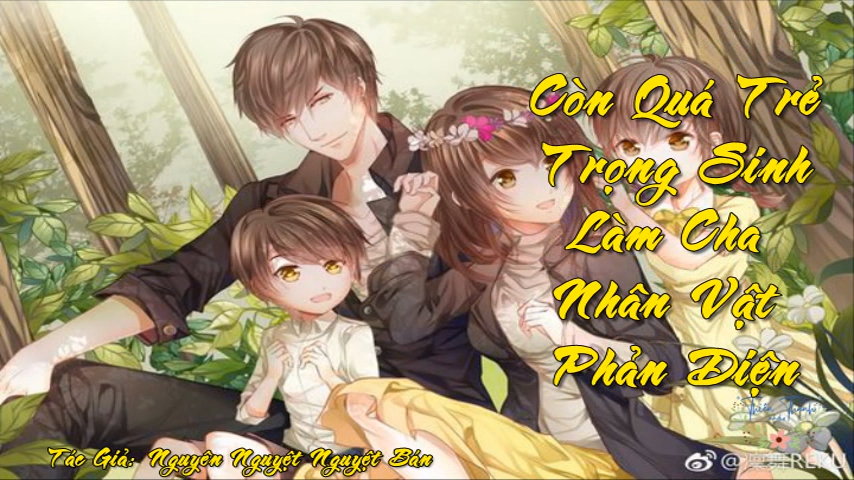 Còn Quá Trẻ
Trọng Sinh
Làm Cha
Nhân Vật
Phản Diện
Tác Giả: Nguyên Nguyệt Nguyệt Bán